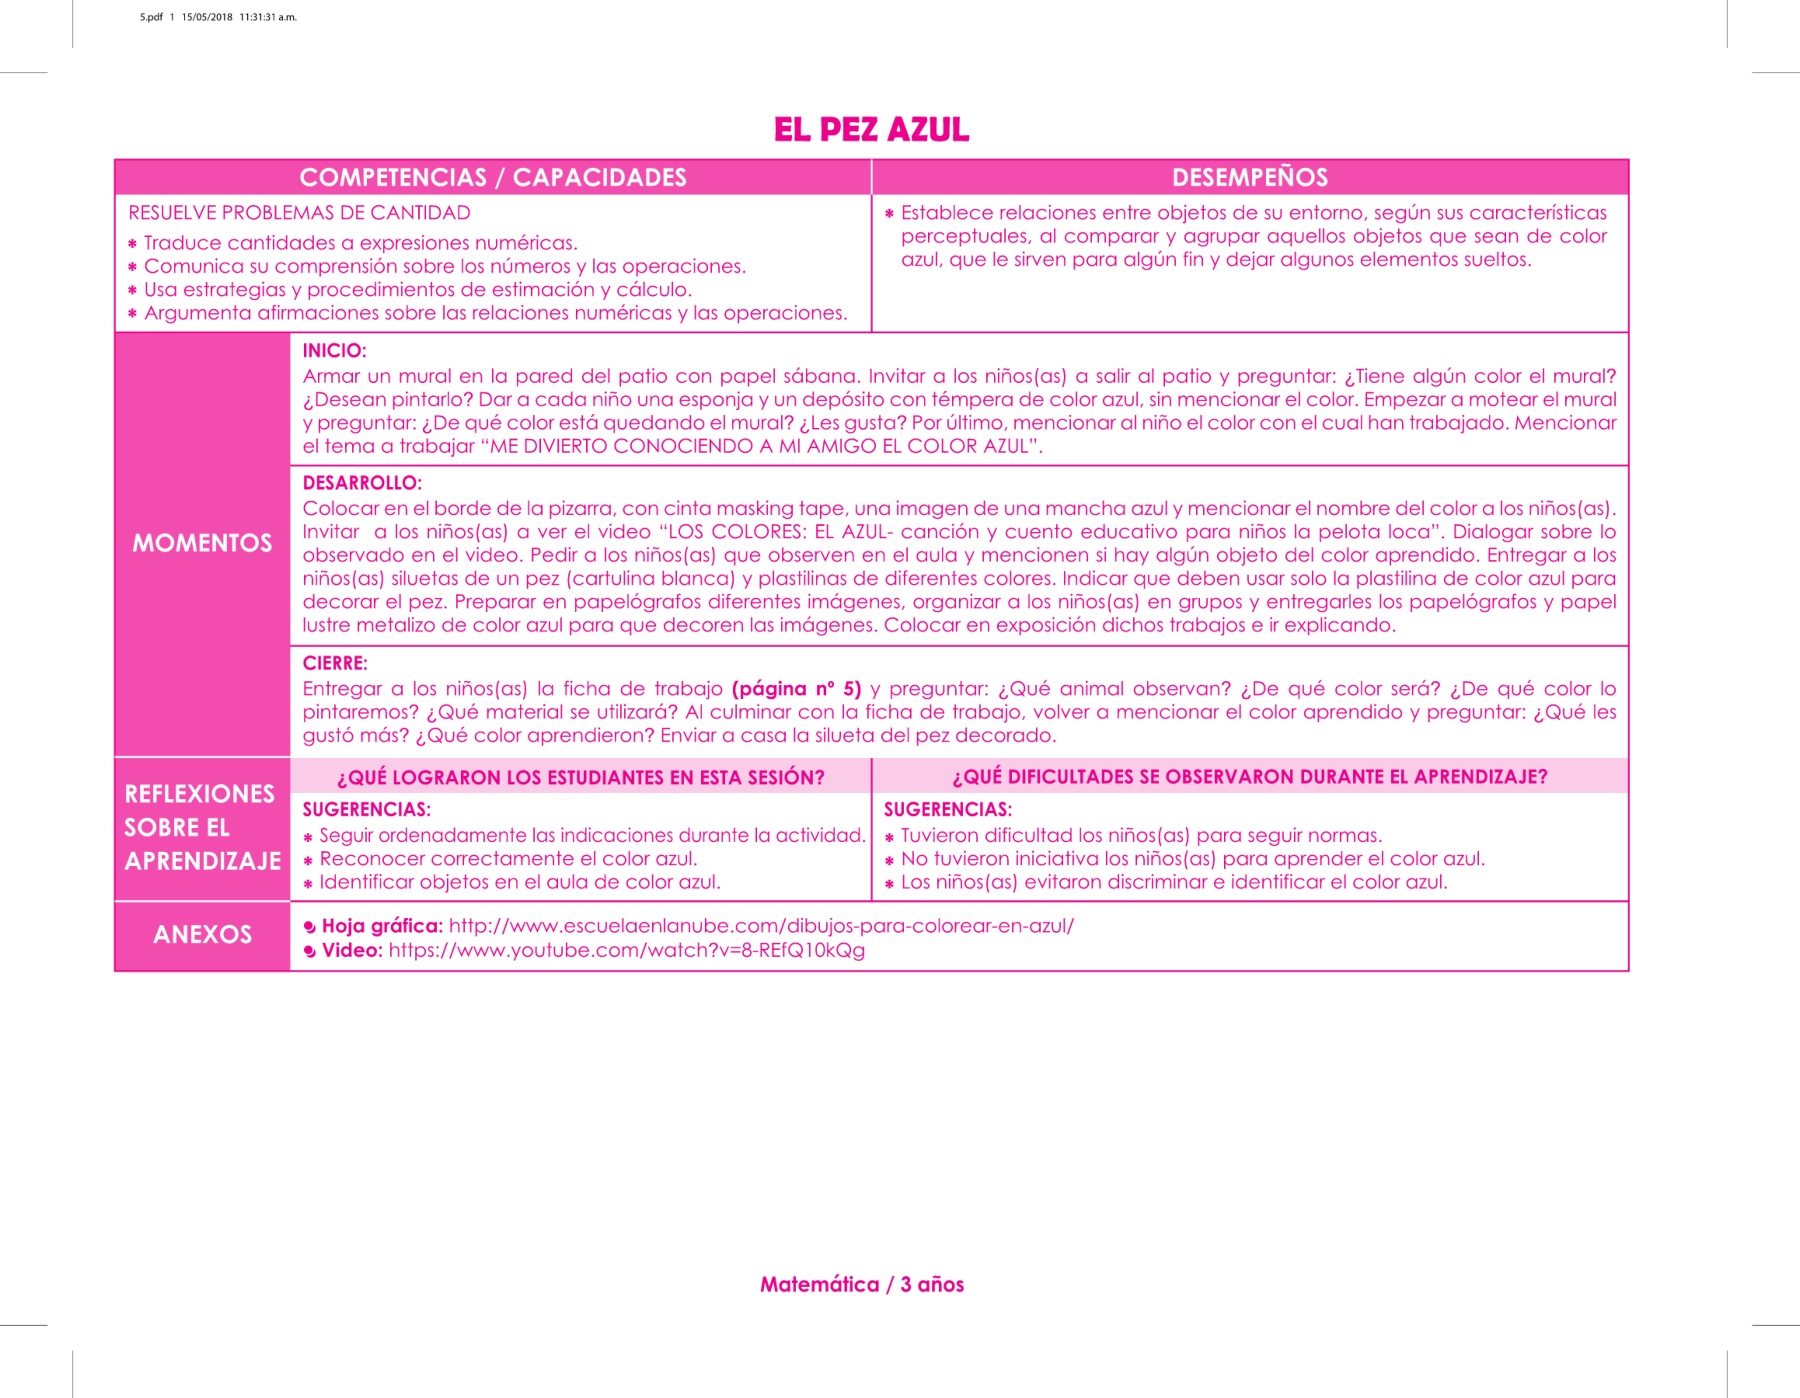 5.pdf 1 15/05/2018 11:31:31 a.m.
EL PEZ AZUL
COMPETENCIAS / CAPACIDADES
DESEMPEÑOS
RESUELVE PROBLEMAS DE CANTIDAD
* Traduce cantidades a expresiones numéricas.
* Comunica su comprensión sobre los números y las operaciones.
* Usa estrategias y procedimientos de estimación y cálculo.
* Argumenta afirmaciones sobre las relaciones numéricas y las operaciones.
* Establece relaciones entre objetos de su entorno, según sus características
perceptuales, al comparar y agrupar aquellos objetos que sean de color
azul, que le sirven para algún fin y dejar algunos elementos sueltos.
MOMENTOS
INICIO:
Armar un mural en la pared del patio con papel sábana. Invitar a los niños(as) a salir al patio y preguntar: ¿Tiene algún color el mural?
¿Desean pintarlo? Dar a cada niño una esponja y un depósito con témpera de color azul, sin mencionar el color. Empezar a motear el mural
y preguntar: ¿De qué color está quedando el mural? ¿Les gusta? Por último, mencionar al niño el color con el cual han trabajado. Mencionar
el tema a trabajar “ME DIVIERTO CONOCIENDO A MI AMIGO EL COLOR AZUL”.
DESARROLLO:
Colocar en el borde de la pizarra, con cinta masking tape, una imagen de una mancha azul y mencionar el nombre del color a los niños(as).
Invitar a los niños(as) a ver el video “LOS COLORES: EL AZUL- canción y cuento educativo para niños la pelota loca”. Dialogar sobre lo
observado en el video. Pedir a los niños(as) que observen en el aula y mencionen si hay algún objeto del color aprendido. Entregar a los
niños(as) siluetas de un pez (cartulina blanca) y plastilinas de diferentes colores. Indicar que deben usar solo la plastilina de color azul para
decorar el pez. Preparar en papelógrafos diferentes imágenes, organizar a los niños(as) en grupos y entregarles los papelógrafos y papel
lustre metalizo de color azul para que decoren las imágenes. Colocar en exposición dichos trabajos e ir explicando.
CIERRE:
Entregar a los niños(as) la ficha de trabajo (página nº 5) y preguntar: ¿Qué animal observan? ¿De qué color será? ¿De qué color lo
pintaremos? ¿Qué material se utilizará? Al culminar con la ficha de trabajo, volver a mencionar el color aprendido y preguntar: ¿Qué les
gustó más? ¿Qué color aprendieron? Enviar a casa la silueta del pez decorado.
REFLEXIONES
SOBRE EL
APRENDIZAJE
¿QUÉ LOGRARON LOS ESTUDIANTES EN ESTA SESIÓN?
SUGERENCIAS:
* Seguir ordenadamente las indicaciones durante la actividad.
* Reconocer correctamente el color azul.
* Identificar objetos en el aula de color azul.
¿QUÉ DIFICULTADES SE OBSERVARON DURANTE EL APRENDIZAJE?
SUGERENCIAS:
* Tuvieron dificultad los niños(as) para seguir normas.
* No tuvieron iniciativa los niños(as) para aprender el color azul.
* Los niños(as) evitaron discriminar e identificar el color azul.
ANEXOS
Hoja gráfica: http://www.escuelaenlanube.com/dibujos-para-colorear-en-azul/
Video: https://www.youtube.com/watch?v=8-REfQ10kQg
Matemática / 3 años